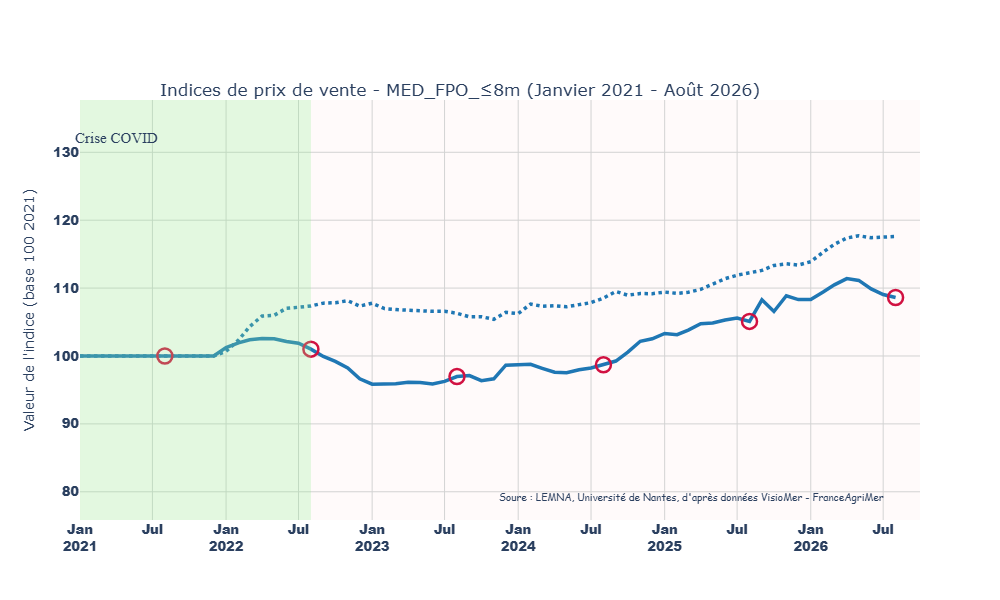 Indices de prix de vente - MED_FPO_≤8m (Janvier 2021 - Août 2026)
Crise COVID
130
120
110
100
90
80
Valeur de l'indice (base 100 2021)
Soure : LEMNA, Université de Nantes, d'après données VisioMer - FranceAgriMer
Jan Jul Jan Jul Jan Jul Jan Jul Jan Jul Jan Jul
2021 2022 2023 2024 2025 2026